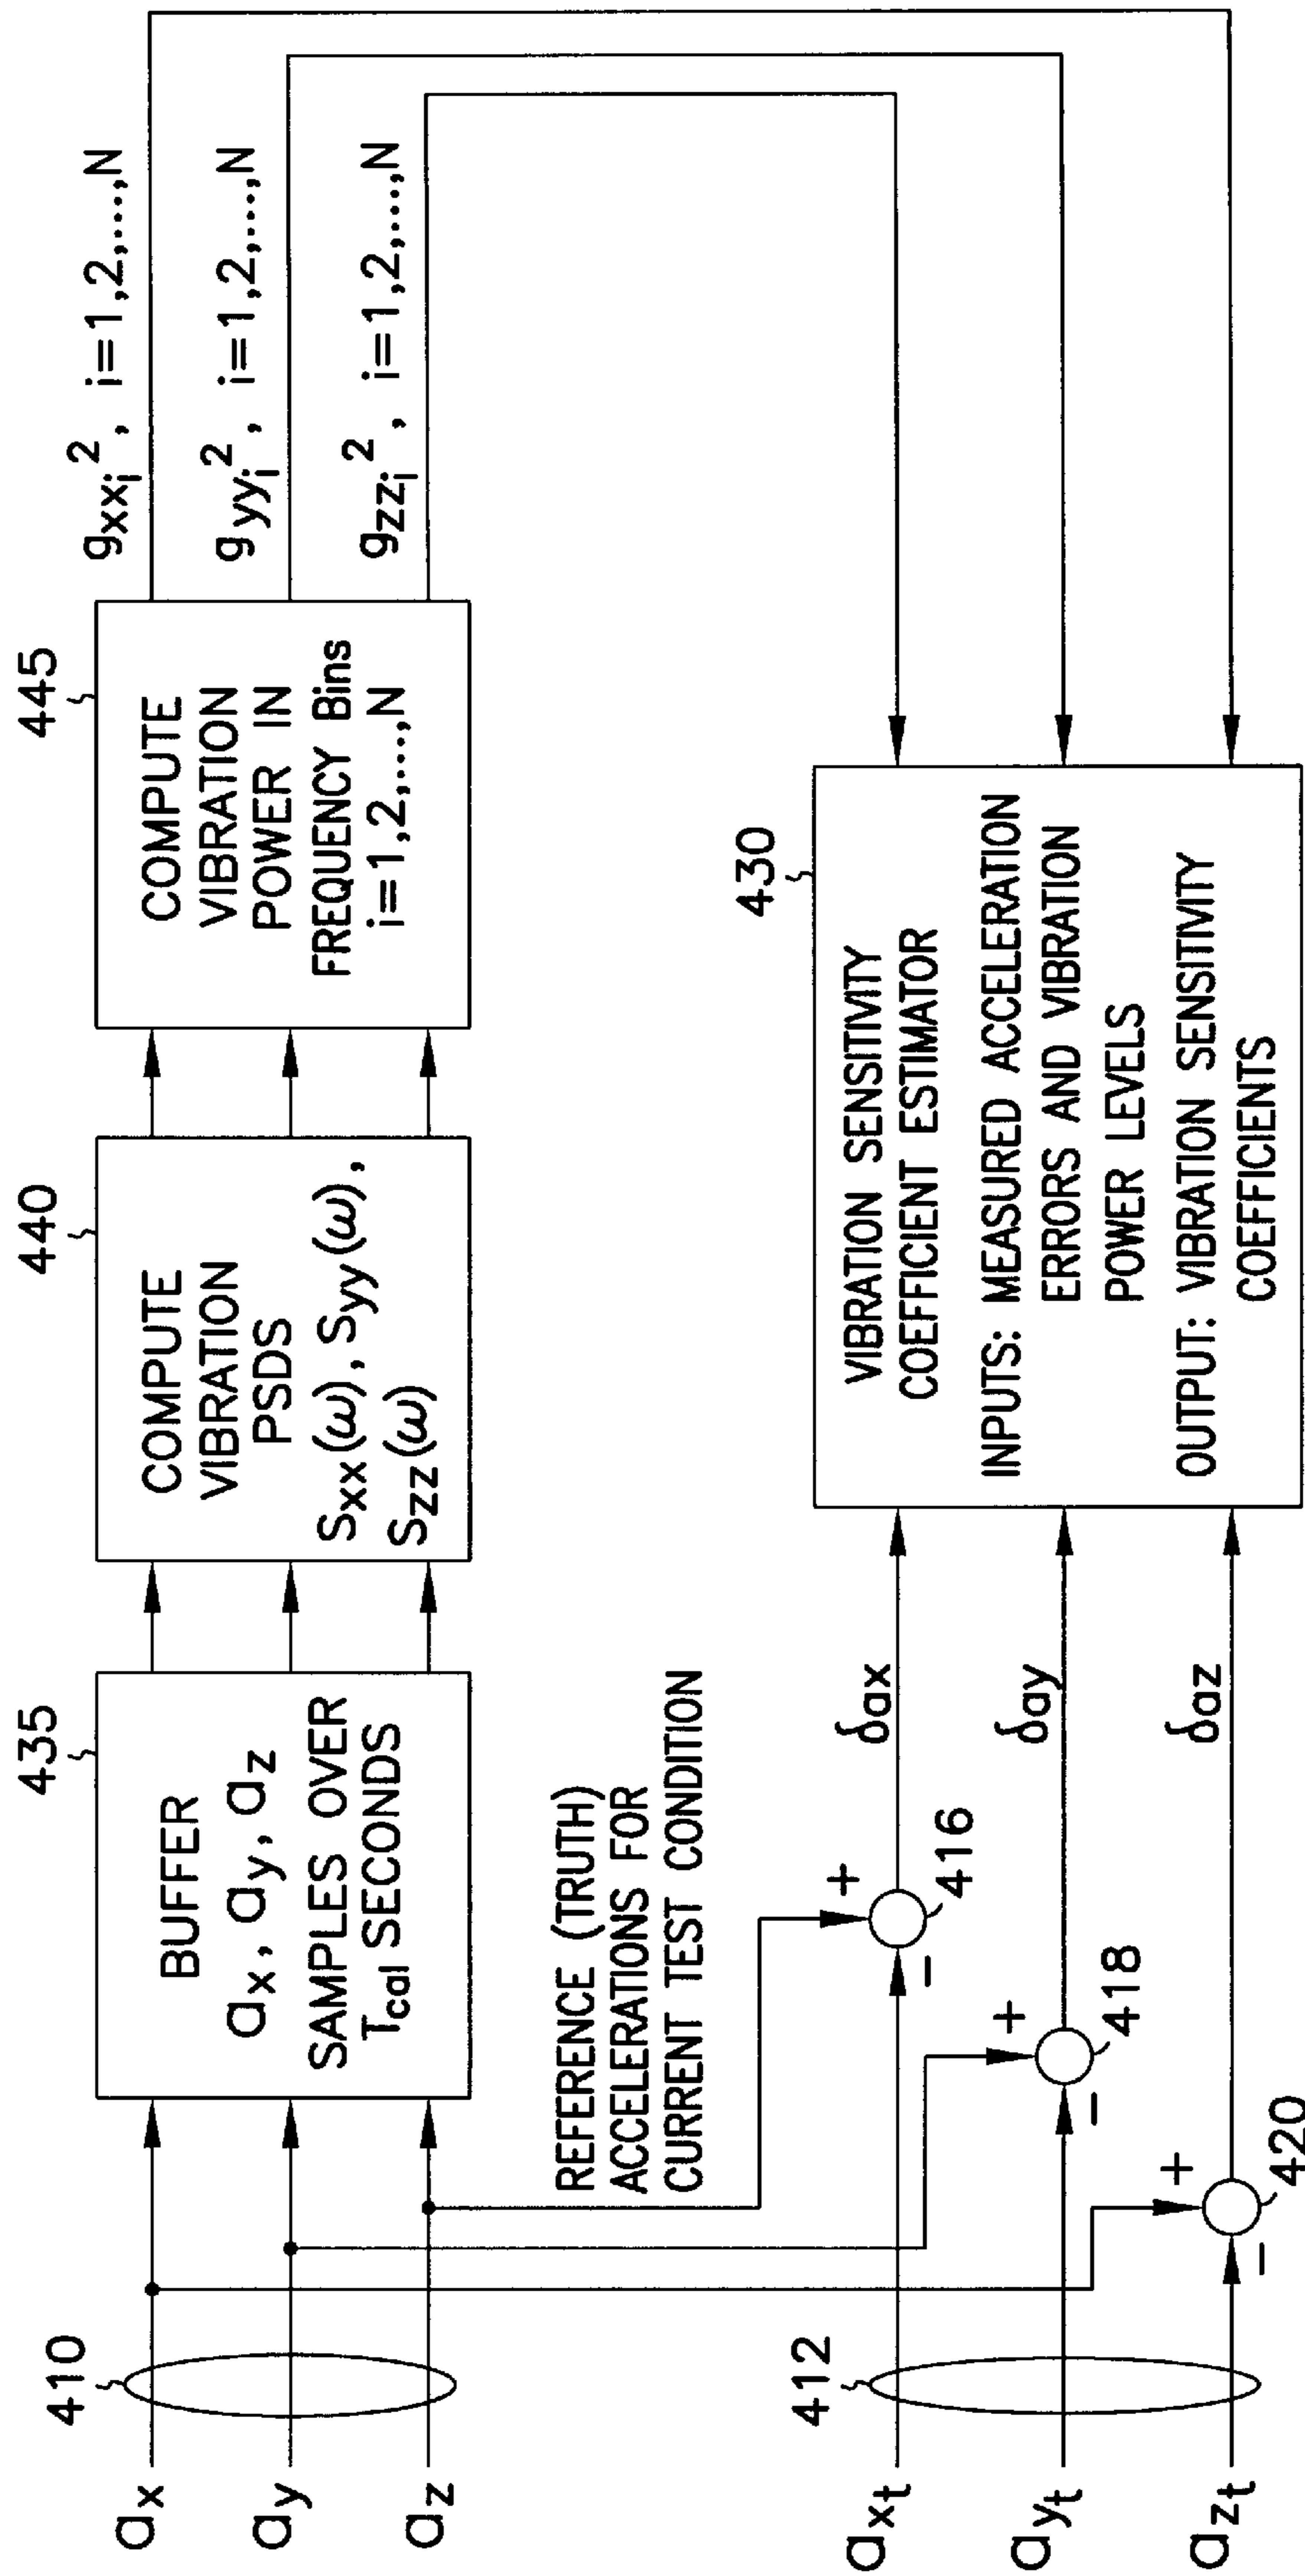 435
440
445
BUFFER
ax, ay, az
SAMPLES OVER
Tcal SECONDS
COMPUTE
VIBRATION
PSDS
Sxx(ω), Syy(ω),
Szz(ω)
COMPUTE
VIBRATION
POWER IN
FREQUENCY Bins
i=1,2,...,N
gxxi², i=1,2,...,N
gyyi², i=1,2,...,N
gzzi², i=1,2,...,N
410
ax
ay
az
REFERENCE (TRUTH)
ACCELERATIONS FOR
CURRENT TEST CONDITION
412
axt
ayt
azt
+
−
416
+
−
418
+
−
420
δax
δay
δaz
430
VIBRATION SENSITIVITY
COEFFICIENT ESTIMATOR
INPUTS: MEASURED ACCELERATION
ERRORS AND VIBRATION
POWER LEVELS
OUTPUT: VIBRATION SENSITIVITY
COEFFICIENTS